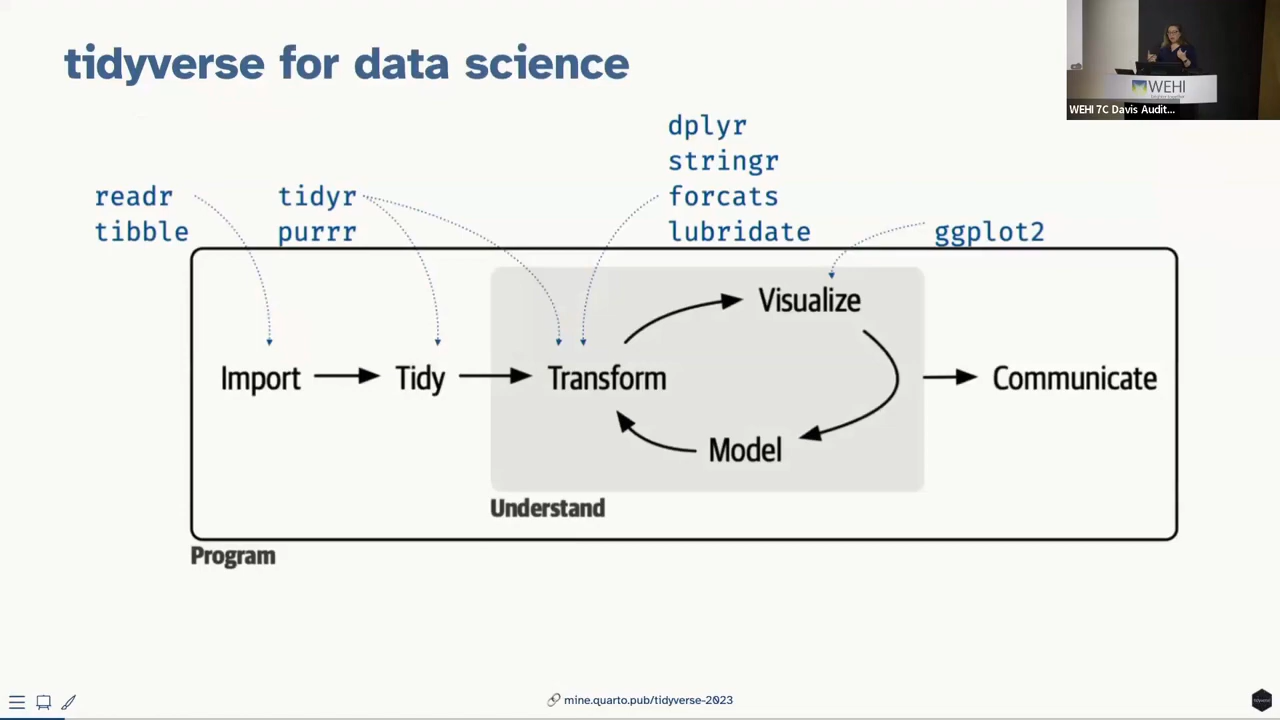 tidyverse for data science
WEHI
WEHI 7C Davis Audit...
dplyr
stringr
readr
tidyr
forcats
tibble
purrr
lubridate
ggplot2
Visualize
Import
Tidy
Transform
Communicate
Model
Understand
Program
mine.quarto.pub/tidyverse-2023